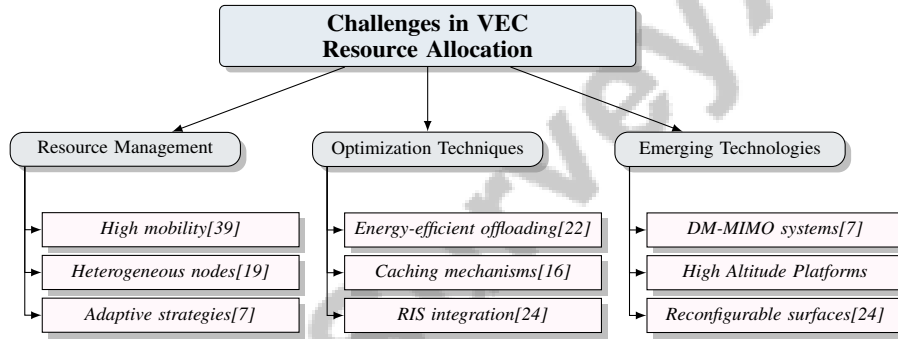 Challenges in VEC
Resource Allocation
Resource Management
Optimization Techniques
Emerging Technologies
High mobility[39]
Energy-efficient offloading[22]
DM-MIMO systems[7]
Heterogeneous nodes[19]
Caching mechanisms[16]
High Altitude Platforms
Adaptive strategies[7]
RIS integration[24]
Reconfigurable surfaces[24]
survey